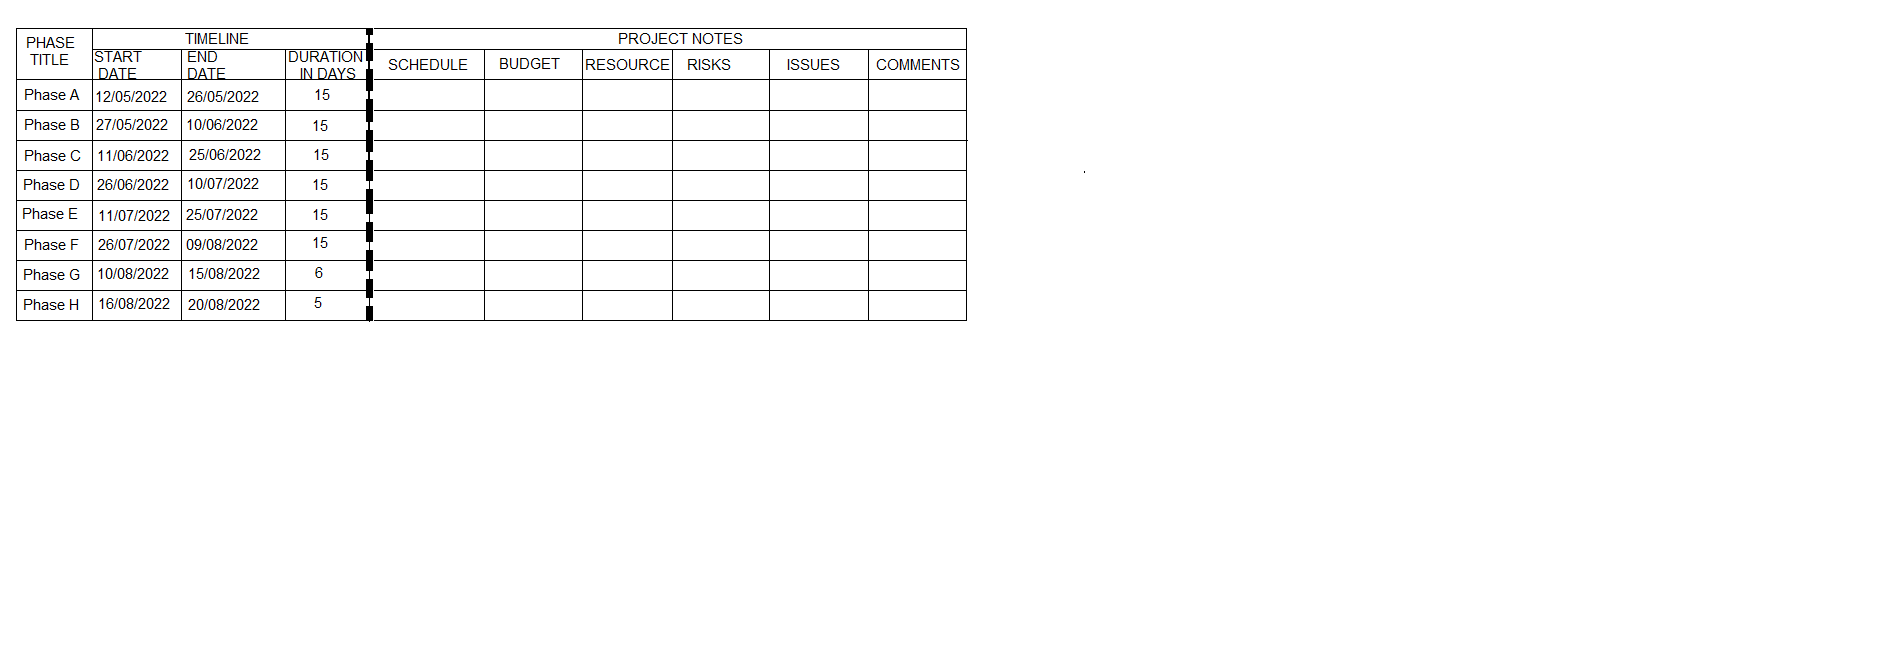 PHASE TITLE TIMELINE PROJECT NOTES
START DATE END DATE DURATION IN DAYS SCHEDULE BUDGET RESOURCE RISKS ISSUES COMMENTS
Phase A 12/05/2022 26/05/2022 15
Phase B 27/05/2022 10/06/2022 15
Phase C 11/06/2022 25/06/2022 15
Phase D 26/06/2022 10/07/2022 15
Phase E 11/07/2022 25/07/2022 15
Phase F 26/07/2022 09/08/2022 15
Phase G 10/08/2022 15/08/2022 6
Phase H 16/08/2022 20/08/2022 5